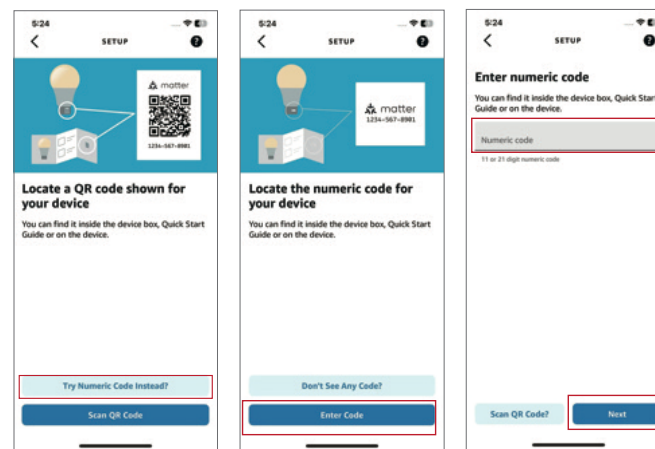 5:24
SETUP
?
matter
1234-567-8901
Locate a QR code shown for
your device
You can find it inside the device box, Quick Start
Guide or on the device.
Try Numeric Code Instead?
Scan QR Code
5:24
SETUP
?
matter
1234-567-8901
Locate the numeric code for
your device
You can find it inside the device box, Quick Start
Guide or on the device.
Don't See Any Code?
Enter Code
5:24
SETUP
?
Enter numeric code
You can find it inside the device box, Quick Start
Guide or on the device.
Numeric code
11 or 21 digit numeric code
Scan QR Code?
Next